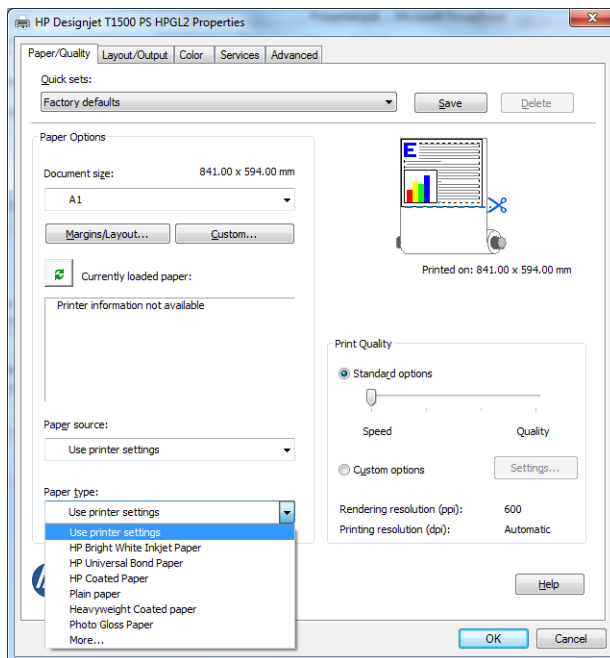 HP Designjet T1500 PS HPGL2 Properties
Paper/Quality Layout/Output Color Services Advanced
Quick sets:
Factory defaults
Save
Delete
Paper Options
Document size:
841.00 x 594.00 mm
A1
Margins/Layout...
Custom...
Currently loaded paper:
Printer information not available
E
Printed on: 841.00 x 594.00 mm
Paper source:
Use printer settings
Paper type:
Use printer settings
Use printer settings
HP Bright White Inkjet Paper
HP Universal Bond Paper
HP Coated Paper
Plain paper
Heavyweight Coated paper
Photo Gloss Paper
More...
Print Quality
Standard options
Speed
Quality
Custom options
Settings...
Rendering resolution (ppi): 600
Printing resolution (dpi): Automatic
Help
OK
Cancel